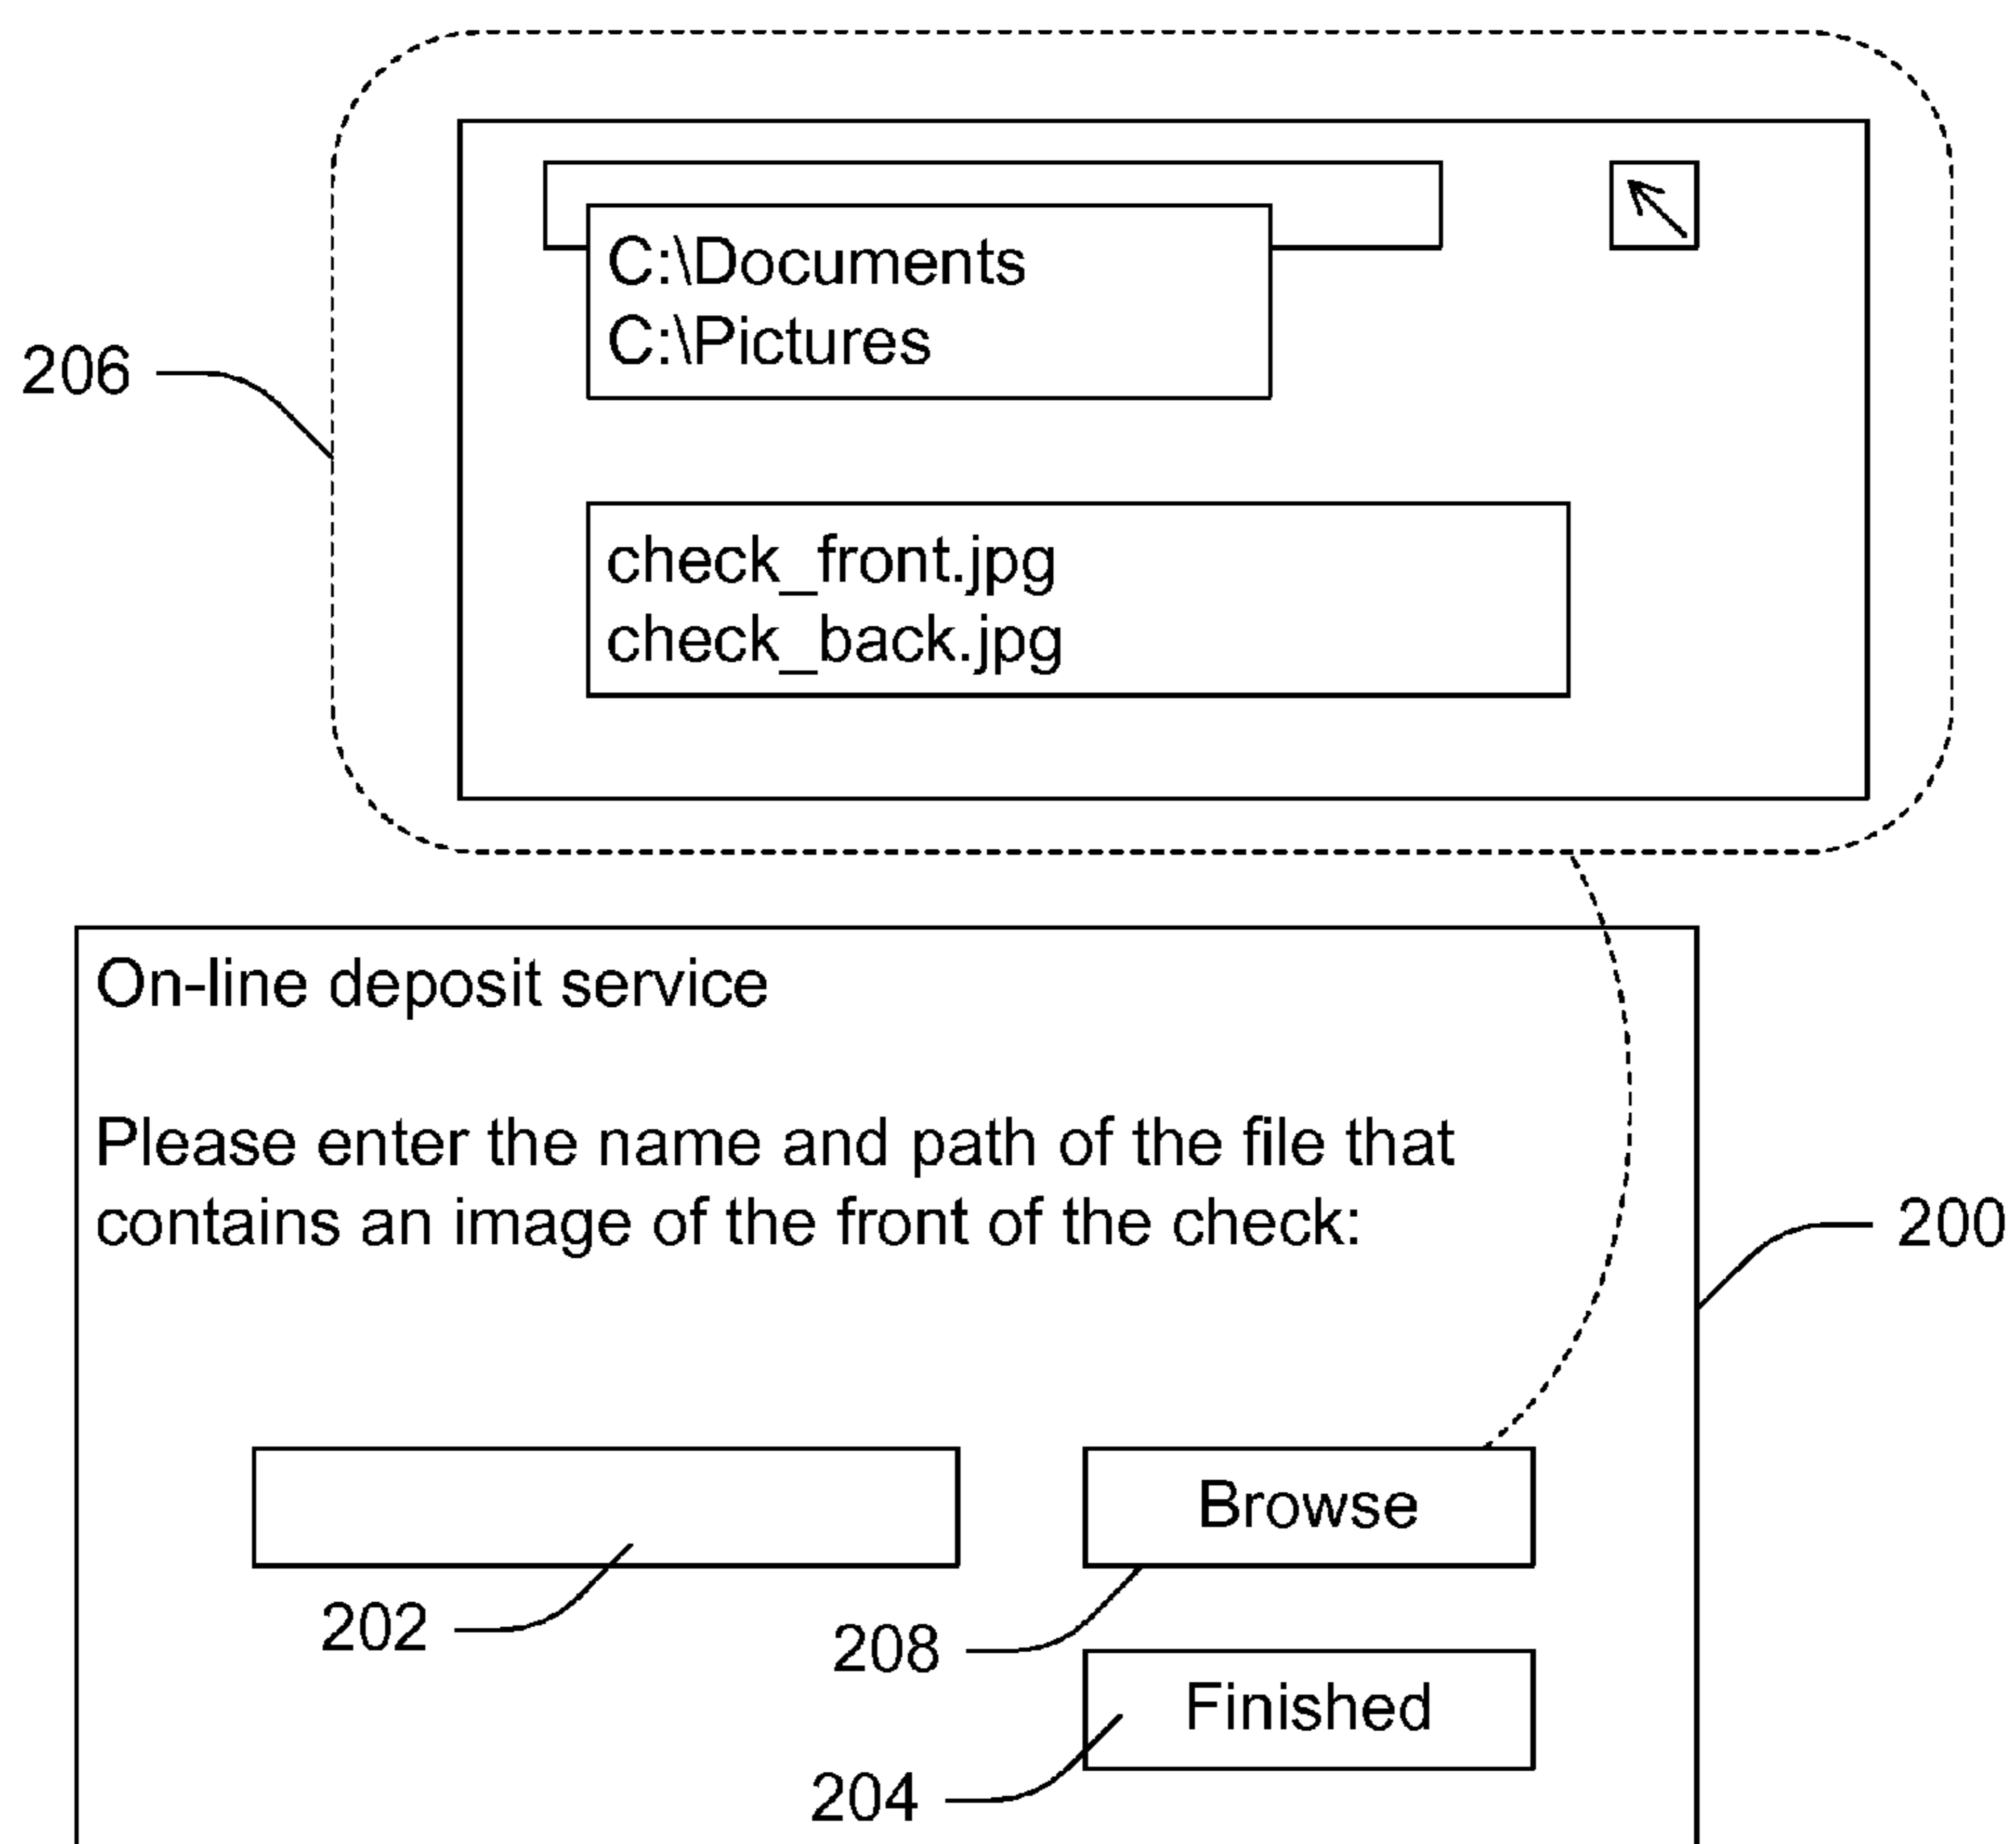 C:\Documents
C:\Pictures
206
check_front.jpg
check_back.jpg
On-line deposit service
Please enter the name and path of the file that
contains an image of the front of the check:
200
Browse
202
208
Finished
204